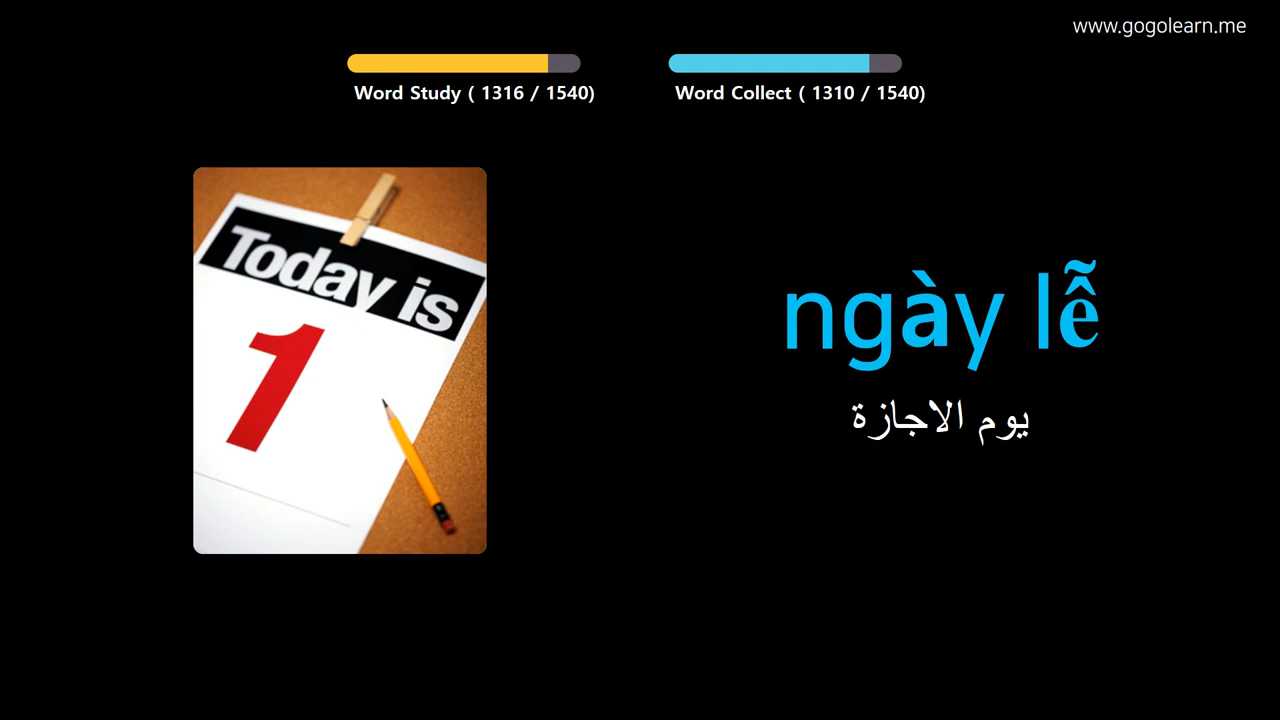 www.gogolearn.me
Word Study ( 1316 / 1540)
Word Collect ( 1310 / 1540)
Today is
1
ngày lễ
يوم الاجازة